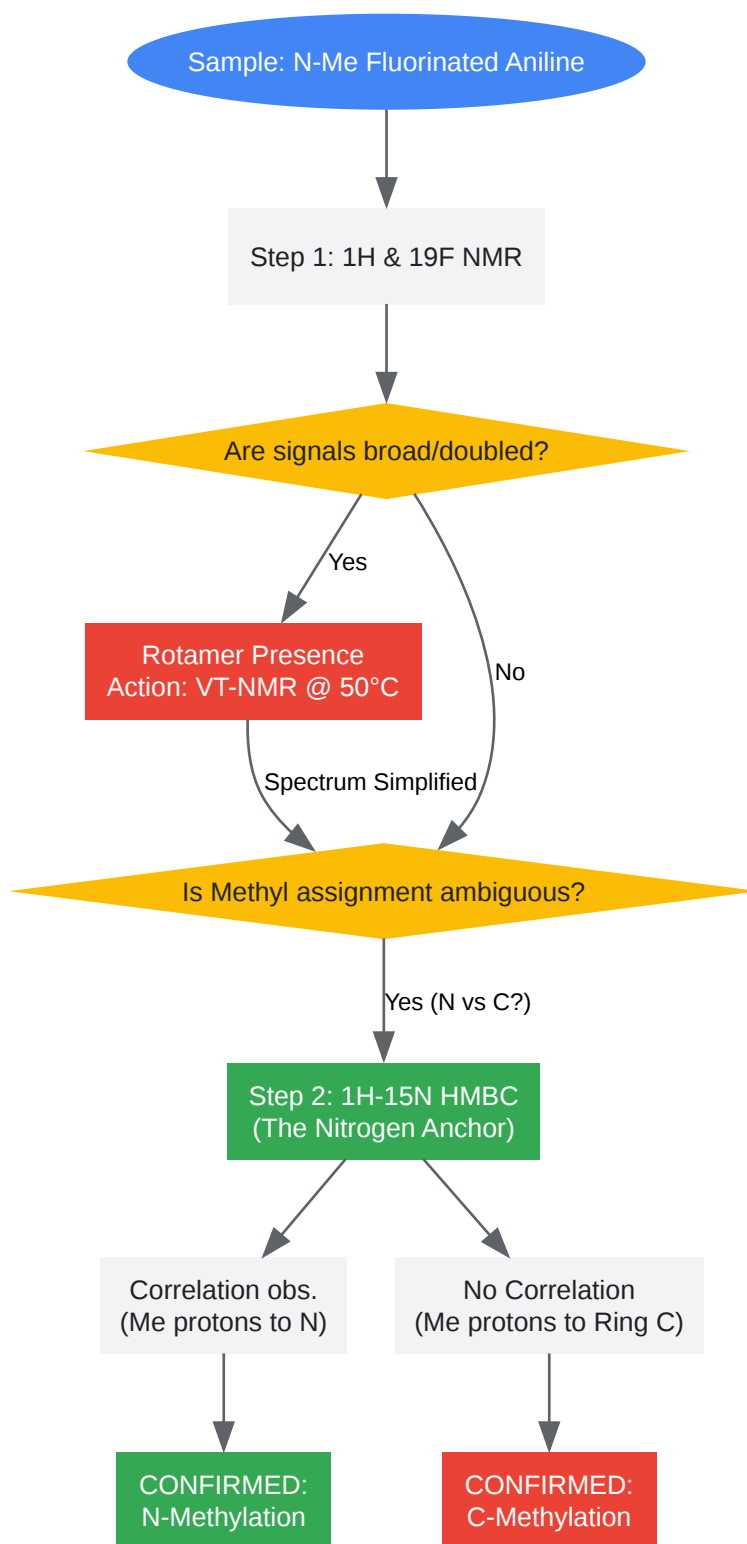 Sample: N-Me Fluorinated Aniline
Step 1: 1H & 19F NMR
Are signals broad/doubled?
Yes
Rotamer Presence
Action: VT-NMR @ 50°C
No
Spectrum Simplified
Is Methyl assignment ambiguous?
Yes (N vs C?)
Step 2: 1H-15N HMBC
(The Nitrogen Anchor)
Correlation obs.
(Me protons to N)
No Correlation
(Me protons to Ring C)
CONFIRMED:
N-Methylation
CONFIRMED:
C-Methylation